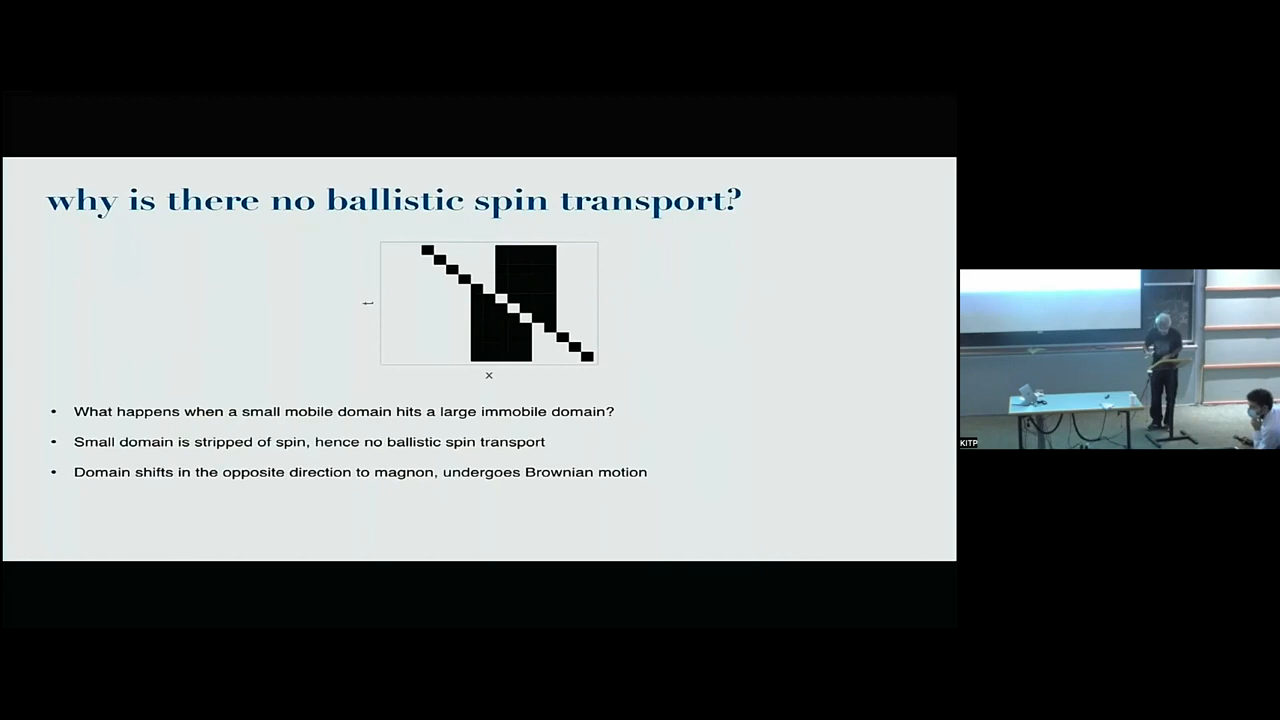 why is there no ballistic spin transport?
t
x
• What happens when a small mobile domain hits a large immobile domain?
• Small domain is stripped of spin, hence no ballistic spin transport
• Domain shifts in the opposite direction to magnon, undergoes Brownian motion
KITP